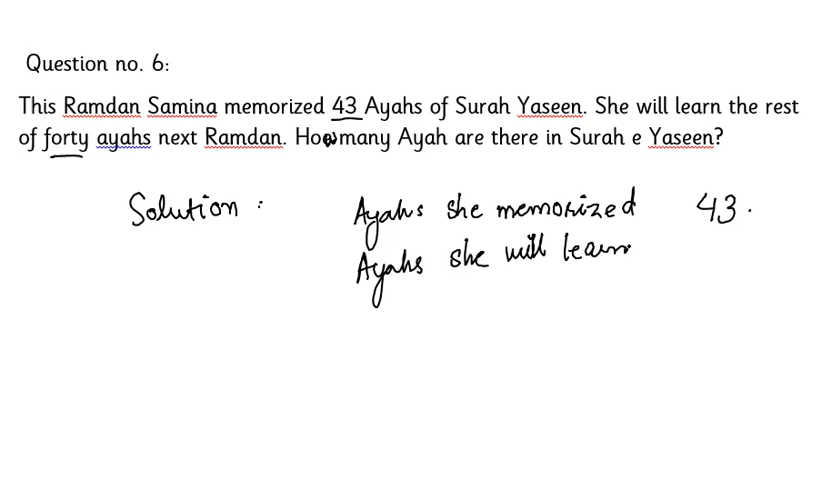 Question no. 6:
This Ramdan Samina memorized 43 Ayahs of Surah Yaseen. She will learn the rest
of forty ayahs next Ramdan. How many Ayah are there in Surah e Yaseen?
Solution :
Ayahs she memorized 43.
Ayahs she will learn